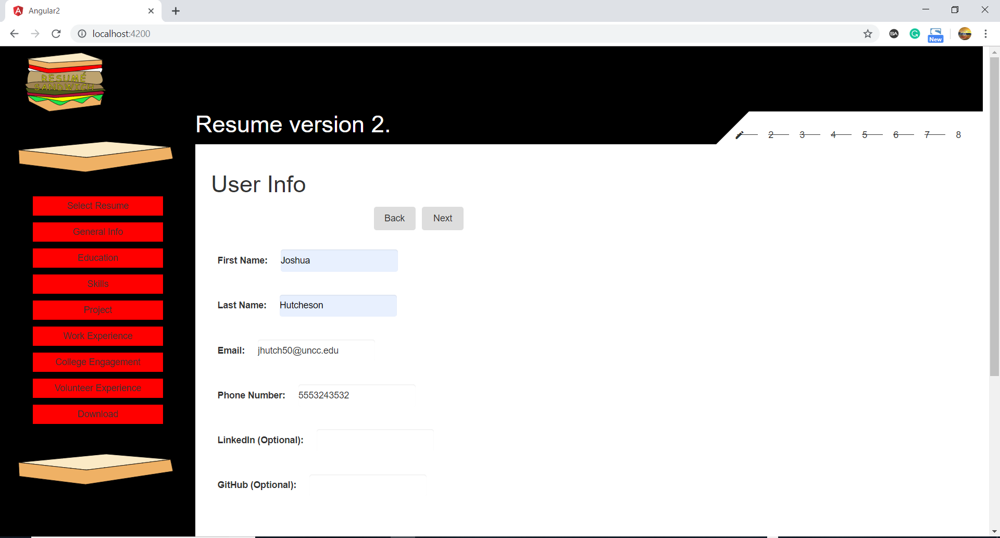 Angular2
localhost:4200
SA
G
New
RESUMÉ
SANDWICH
Resume version 2.
2 3 4 5 6 7 8
Select Resume
General Info
Education
Skills
Project
Work Experience
College Engagement
Volunteer Experience
Download
User Info
Back Next
First Name: Joshua
Last Name: Hutcheson
Email: jhutch50@uncc.edu
Phone Number: 5553243532
LinkedIn (Optional):
GitHub (Optional):